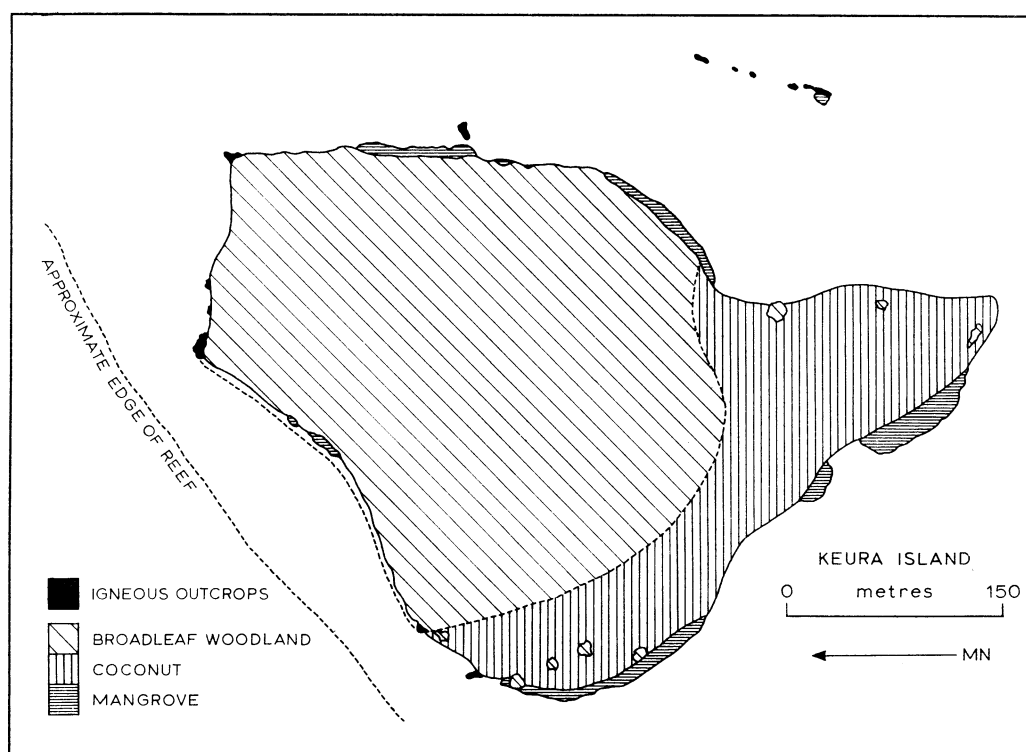 APPROXIMATE EDGE OF REEF
KEURA ISLAND
0 metres 150
MN
IGNEOUS OUTCROPS
BROADLEAF WOODLAND
COCONUT
MANGROVE